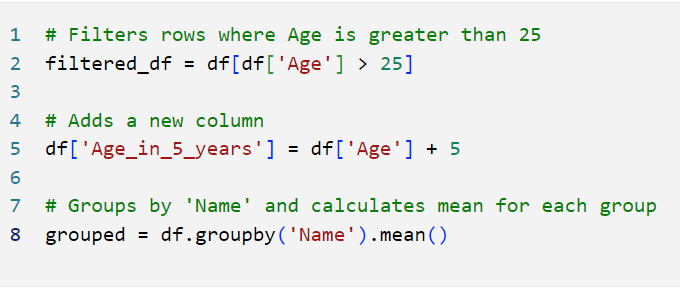 1 # Filters rows where Age is greater than 25
2 filtered_df = df[df['Age'] > 25]
3
4 # Adds a new column
5 df['Age_in_5_years'] = df['Age'] + 5
6
7 # Groups by 'Name' and calculates mean for each group
8 grouped = df.groupby('Name').mean()